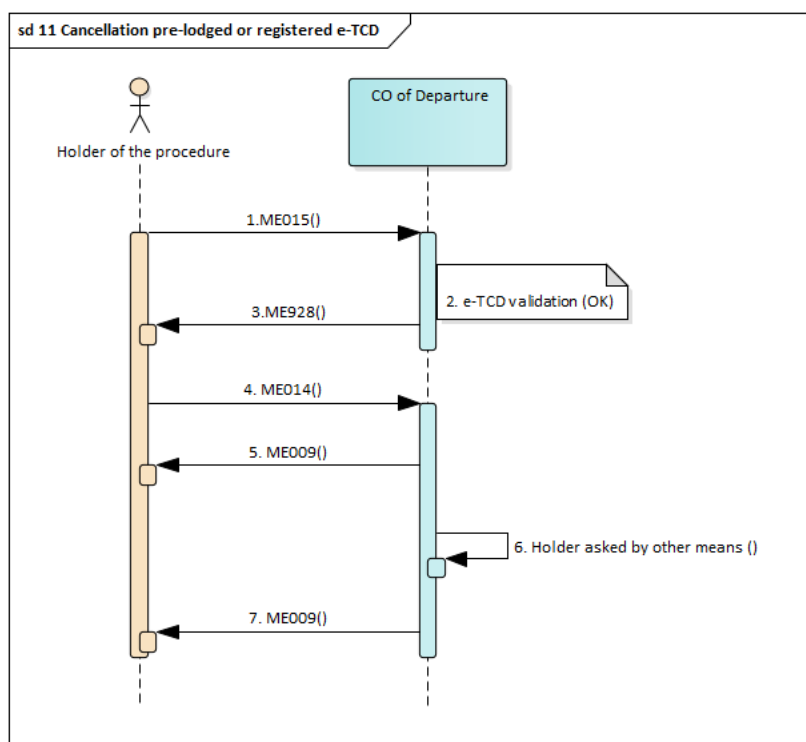 sd 11 Cancellation pre-lodged or registered e-TCD
CO of Departure
Holder of the procedure
1.ME015()
2. e-TCD validation (OK)
3.ME928()
4. ME014()
5. ME009()
6. Holder asked by other means ()
7. ME009()